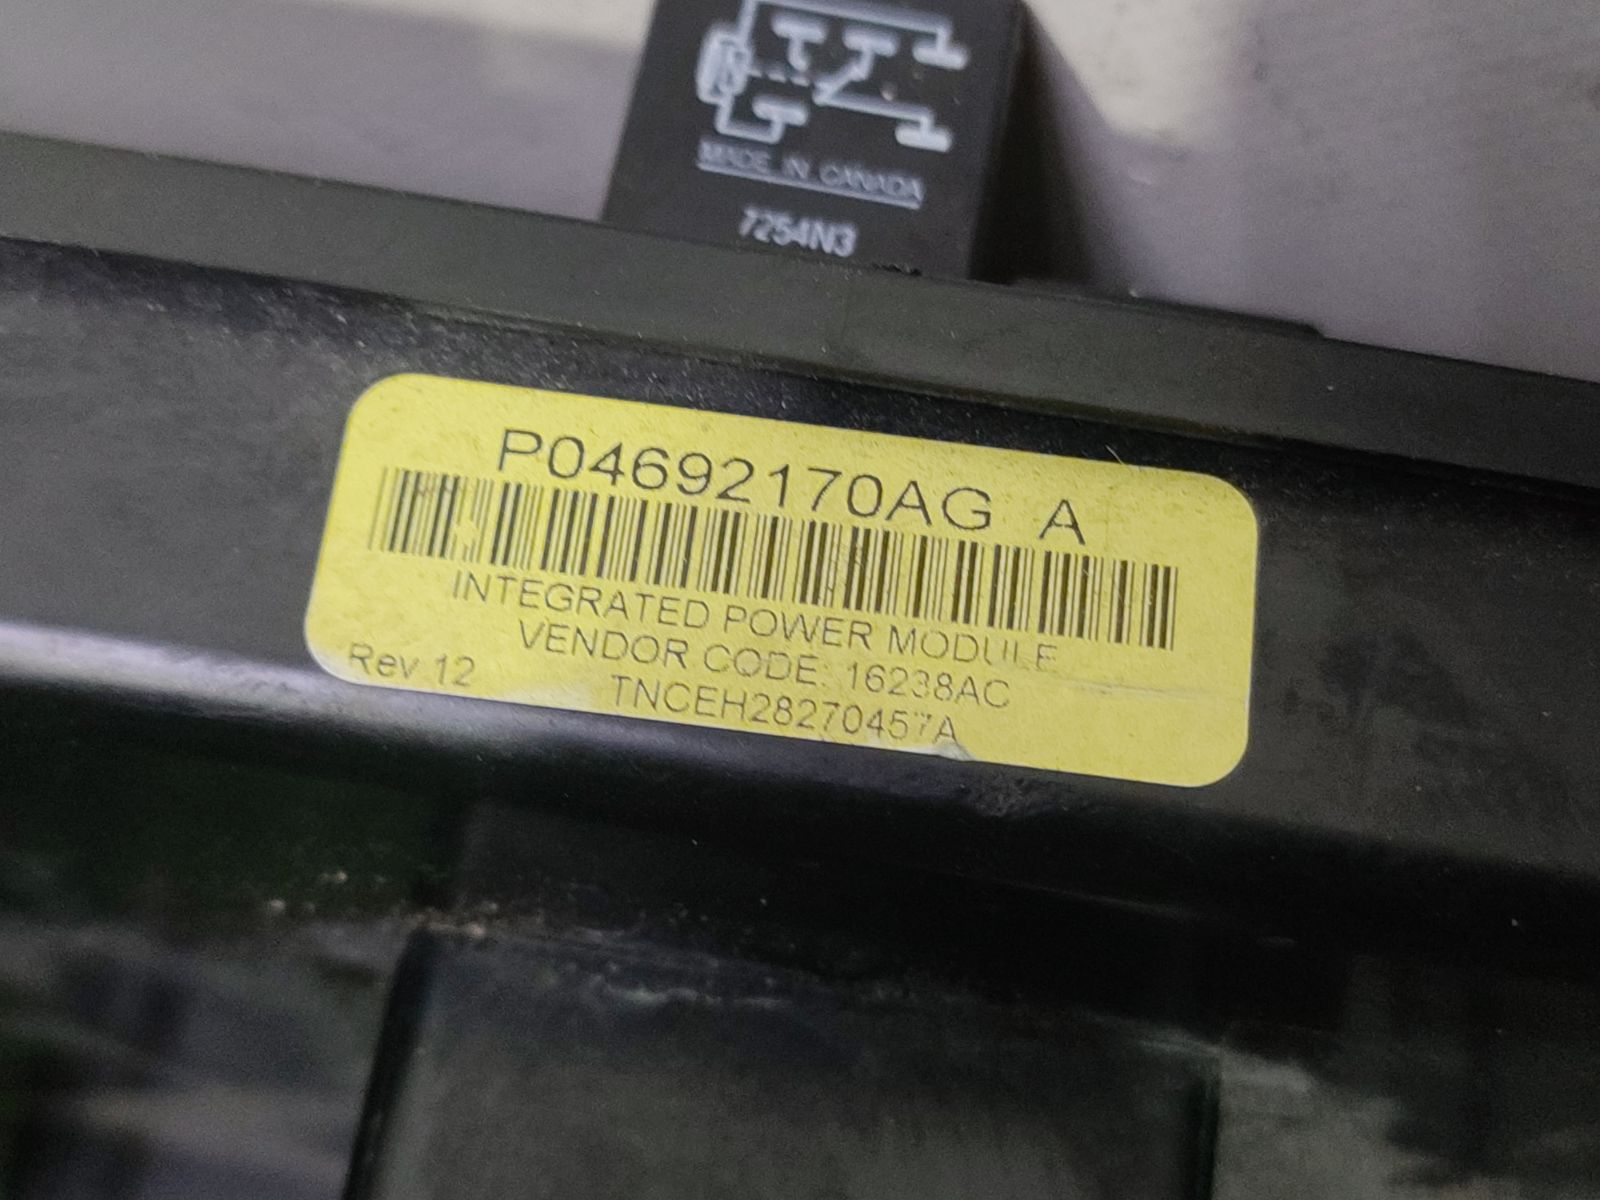 MADE IN CANADA
7254N3
P04692170AG A
INTEGRATED POWER MODULE
VENDOR CODE: 16238AC
Rev 12
TNCEH28270457A